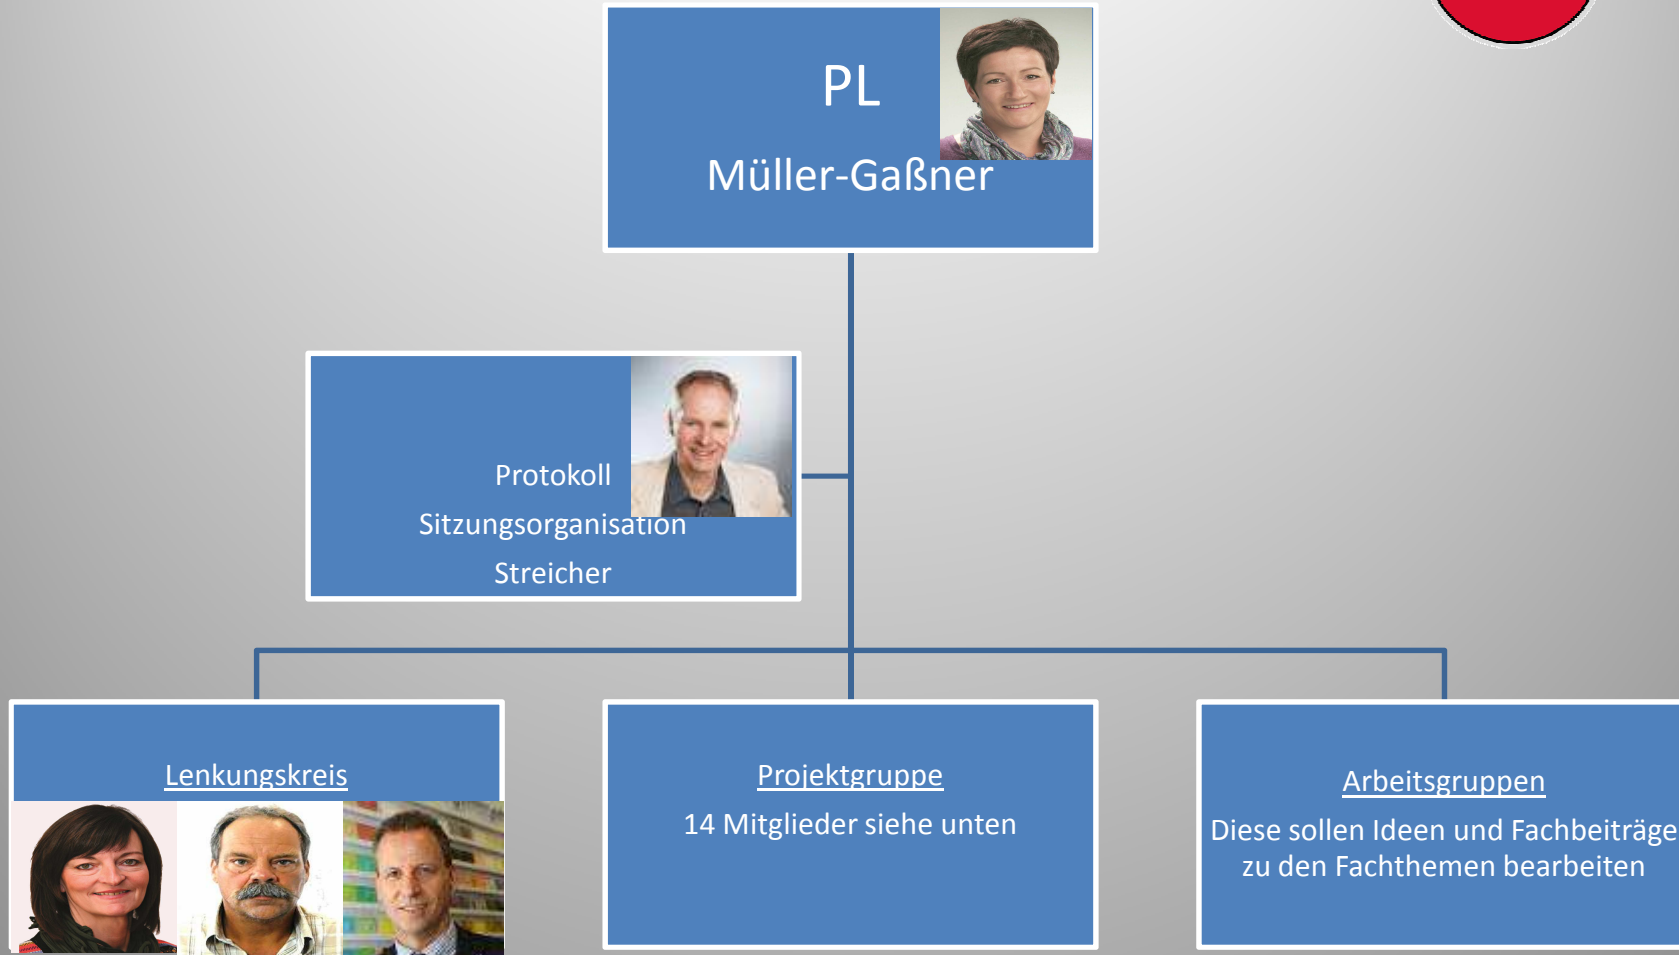 PL
Müller-Gaßner
Protokoll
Sitzungsorganisation
Streicher
Lenkungskreis
Projektgruppe
14 Mitglieder siehe unten
Arbeitsgruppen
Diese sollen Ideen und Fachbeiträge
zu den Fachthemen bearbeiten